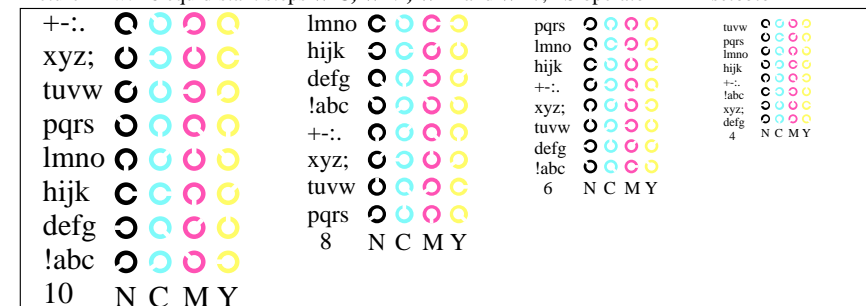 +-:.
xyz;
tuvw
pqrs
lmno
hijk
defg
!abc
10 N C M Y
lmno
hijk
defg
!abc
+-:.
xyz;
tuvw
pqrs
8 N C M Y
pqrs
lmno
hijk
+-:.
xyz;
tuvw
defg
!abc
6 N C M Y
tuvw
pqrs
lmno
hijk
+-:.
!abc
xyz;
defg
4 N C M Y